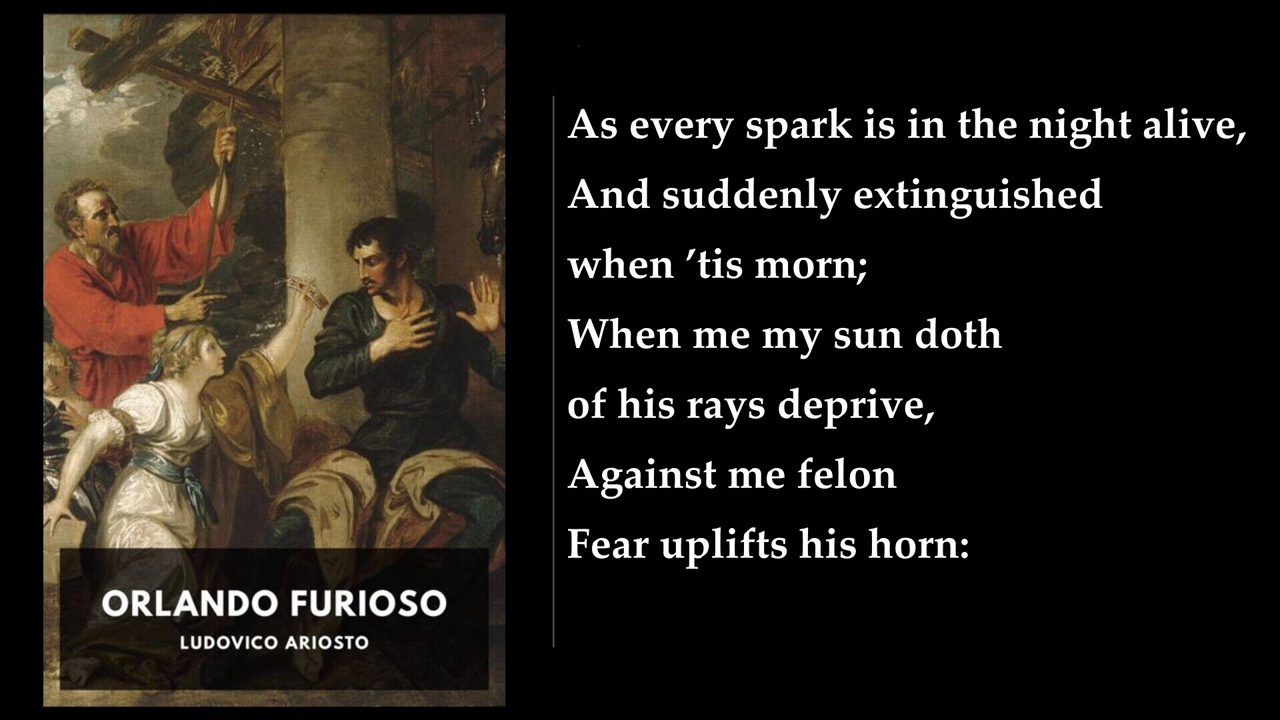 ORLANDO FURIOSO
LUDOVICO ARIOSTO
As every spark is in the night alive,
And suddenly extinguished
when ’tis morn;
When me my sun doth
of his rays deprive,
Against me felon
Fear uplifts his horn: